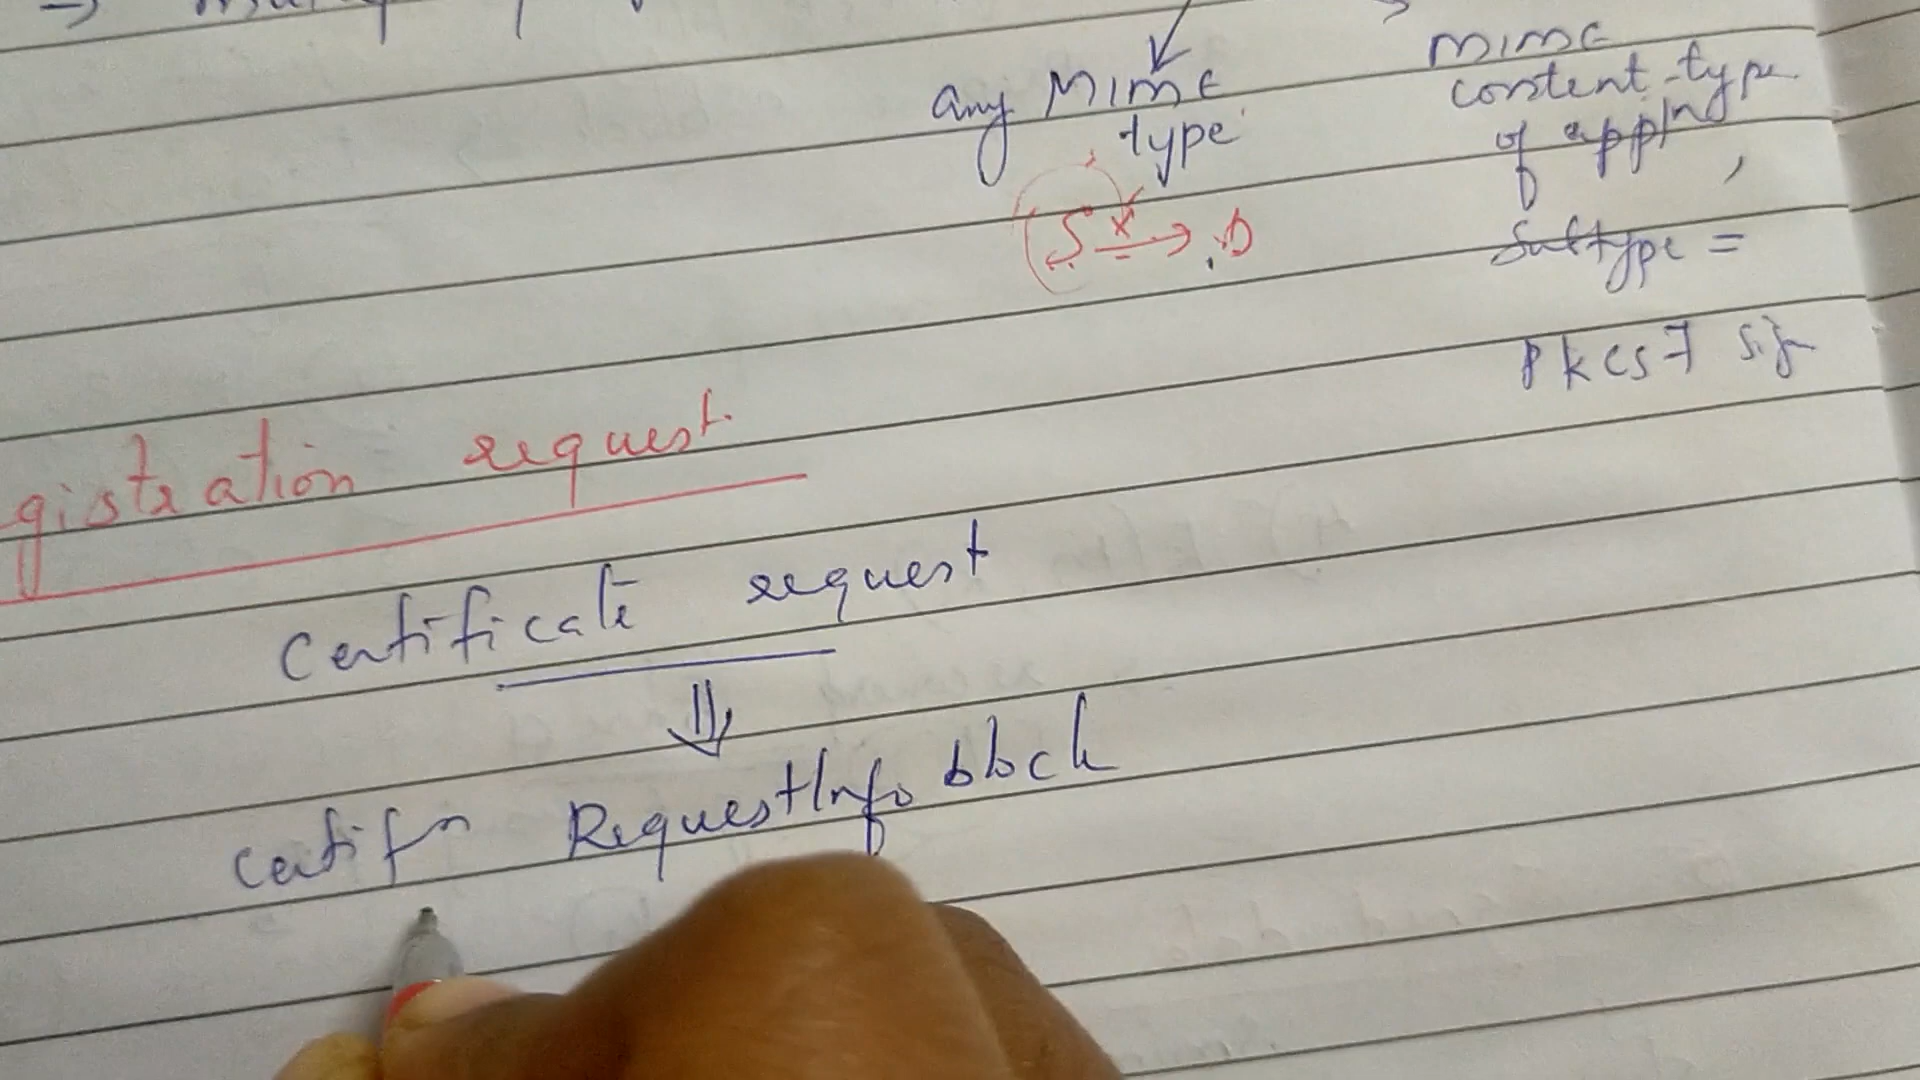 any MIME
type
MIME
content-type
of appln
,
Subtype =
PKCS7 sig
S x → D
gistration request
Certificate request
⇓
Certifn RequestInfo block